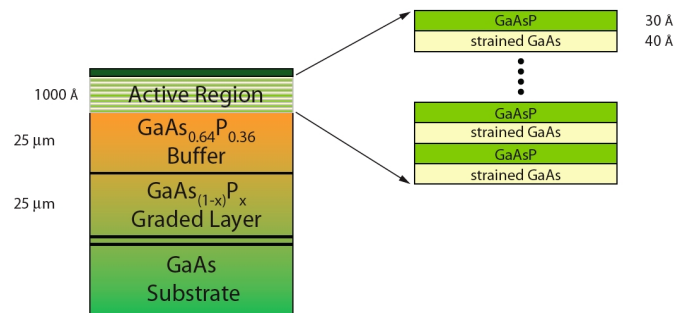 GaAsP 30 Å
strained GaAs 40 Å
1000 Å Active Region
25 μm GaAs0.64P0.36
Buffer
GaAsP
strained GaAs
GaAsP
strained GaAs
25 μm GaAs(1-x)Px
Graded Layer
GaAs
Substrate